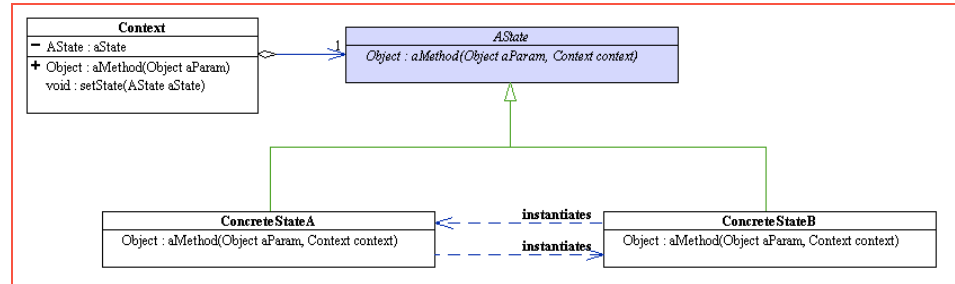 Context
− AState : aState
+ Object : aMethod(Object aParam)
void : setState(AState aState)
1
AState
Object : aMethod(Object aParam, Context context)
instantiates
instantiates
ConcreteStateA
Object : aMethod(Object aParam, Context context)
ConcreteStateB
Object : aMethod(Object aParam, Context context)